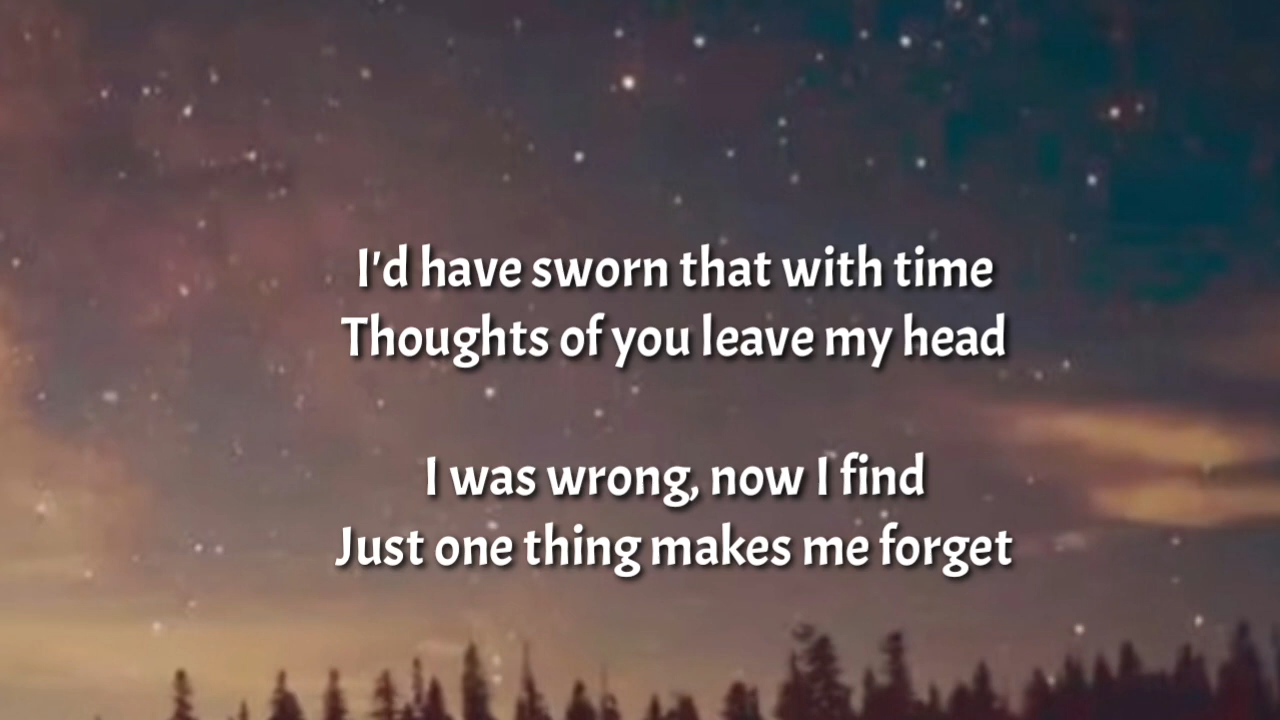 I'd have sworn that with time
Thoughts of you leave my head
I was wrong, now I find
Just one thing makes me forget